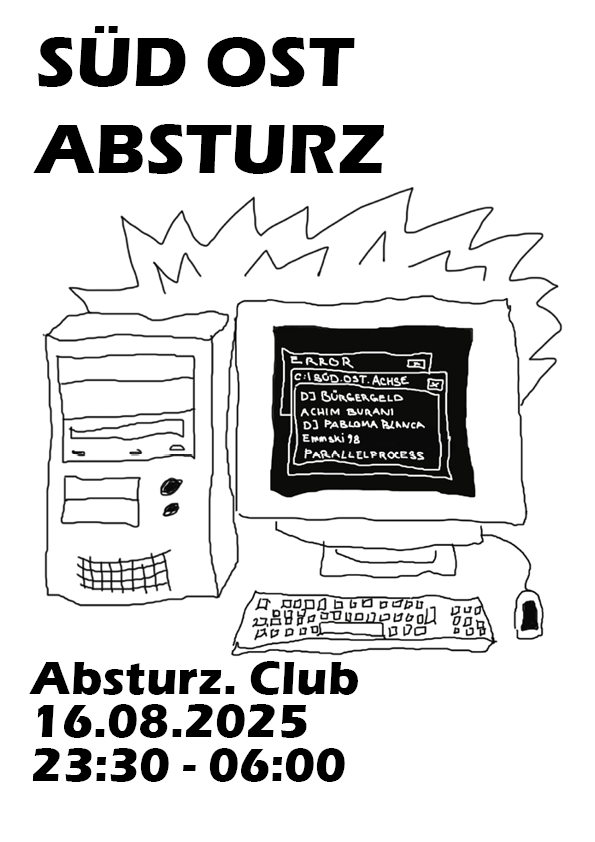 SÜD OST
ABSTURZ
ERROR
C:\SÜD.OST.ACHSE
DJ BÜRGERGELD
ACHIM BURANI
DJ PABLOMA BLANCA
Emmski98
PARALLELPROCESS
Absturz. Club
16.08.2025
23:30 - 06:00